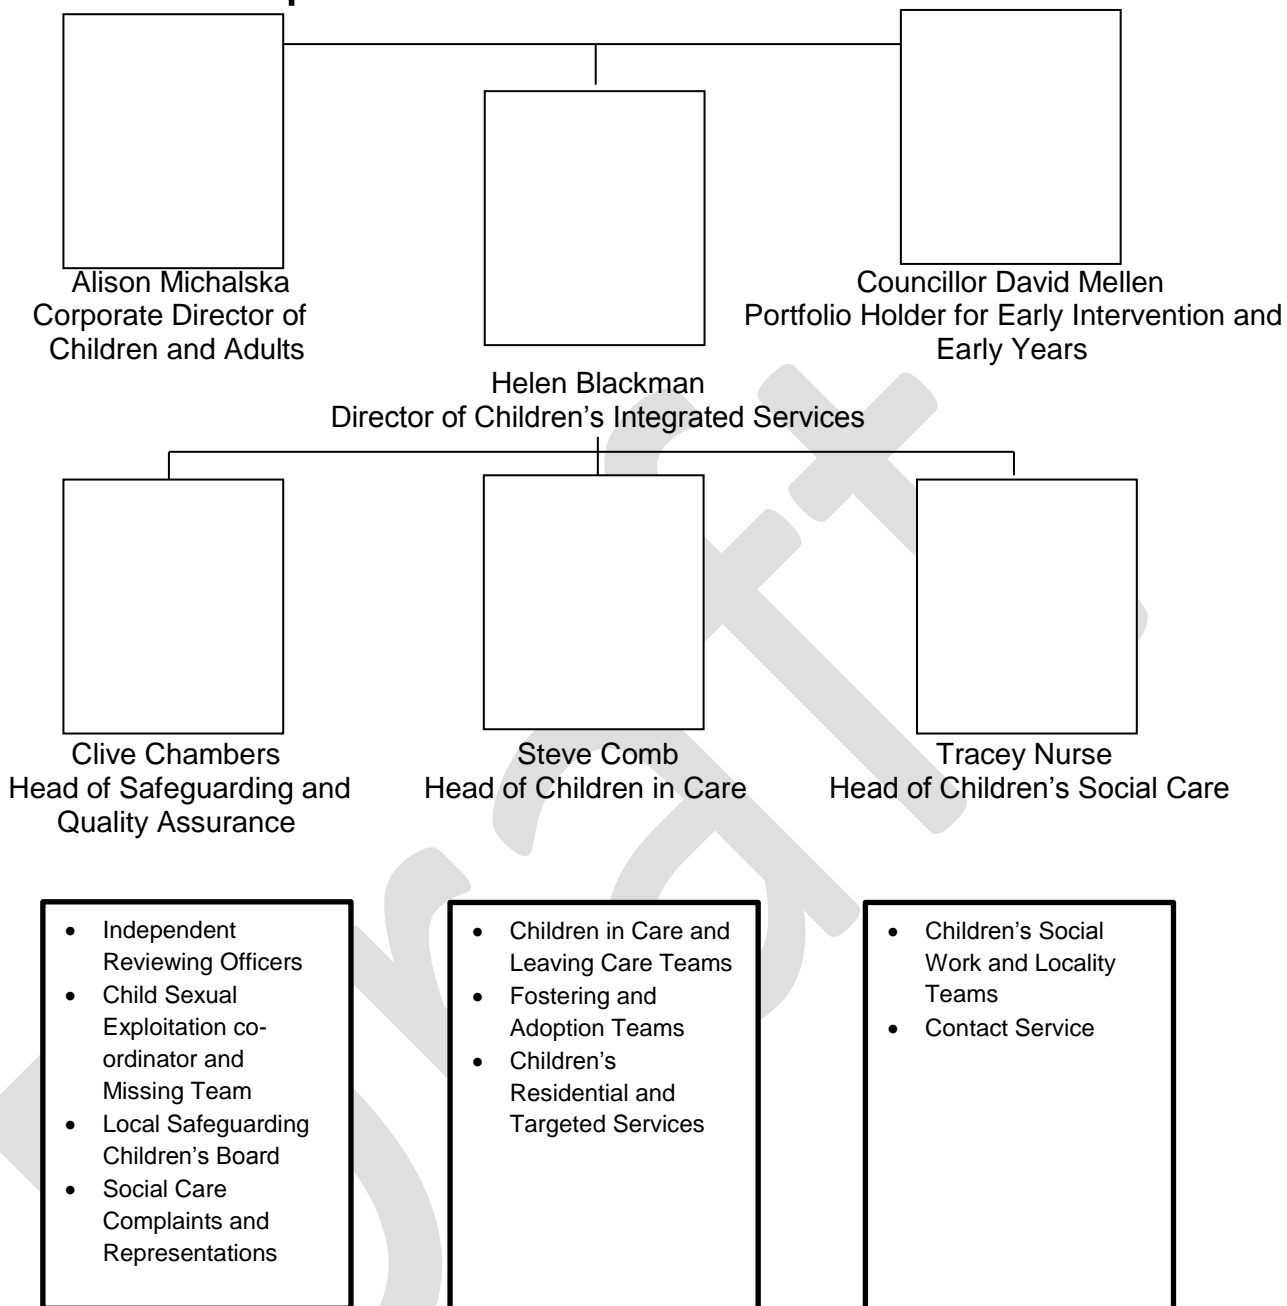 Alison Michalska
Corporate Director of
Children and Adults
Councillor David Mellen
Portfolio Holder for Early Intervention and
Early Years
Helen Blackman
Director of Children’s Integrated Services
Clive Chambers
Head of Safeguarding and
Quality Assurance
Steve Comb
Head of Children in Care
Tracey Nurse
Head of Children’s Social Care
• Independent
Reviewing Officers
• Child Sexual
Exploitation co-
ordinator and
Missing Team
• Local Safeguarding
Children’s Board
• Social Care
Complaints and
Representations
• Children in Care and
Leaving Care Teams
• Fostering and
Adoption Teams
• Children’s
Residential and
Targeted Services
• Children’s Social
Work and Locality
Teams
• Contact Service
Draft